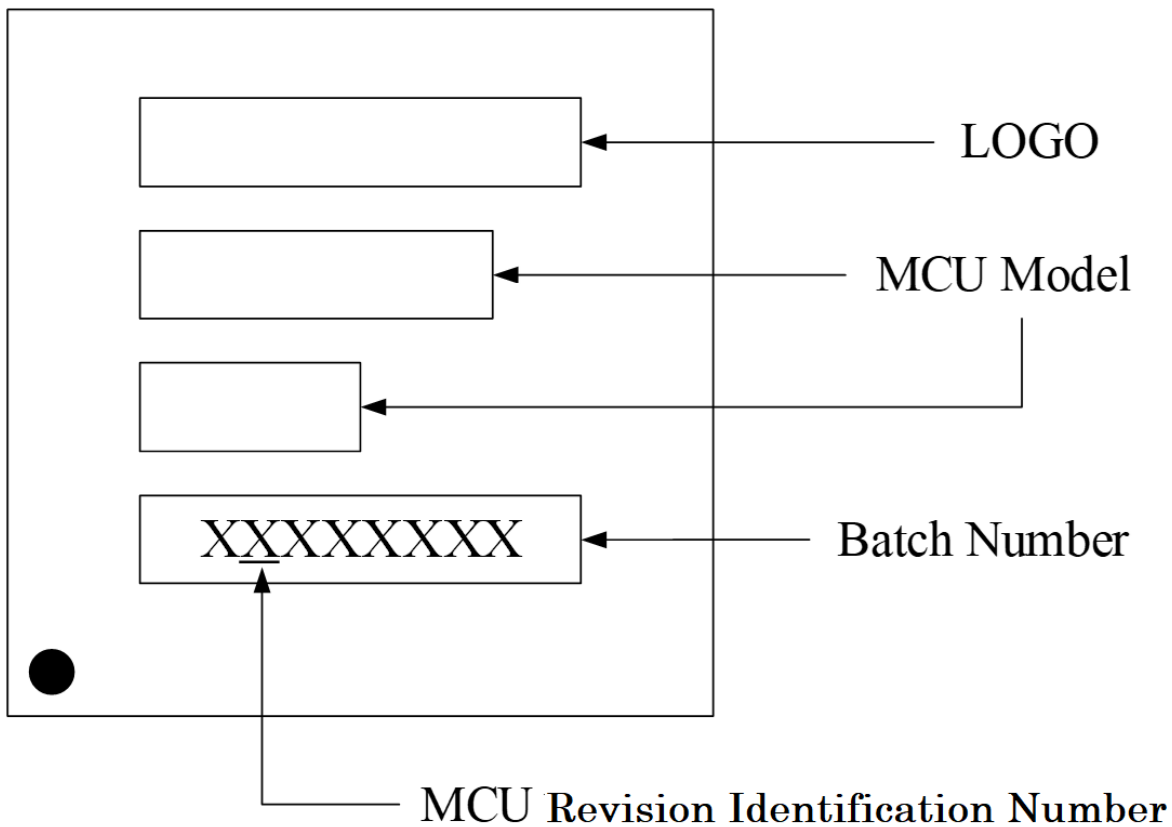 LOGO
MCU Model
XXXXXXXX
Batch Number
MCU Revision Identification Number